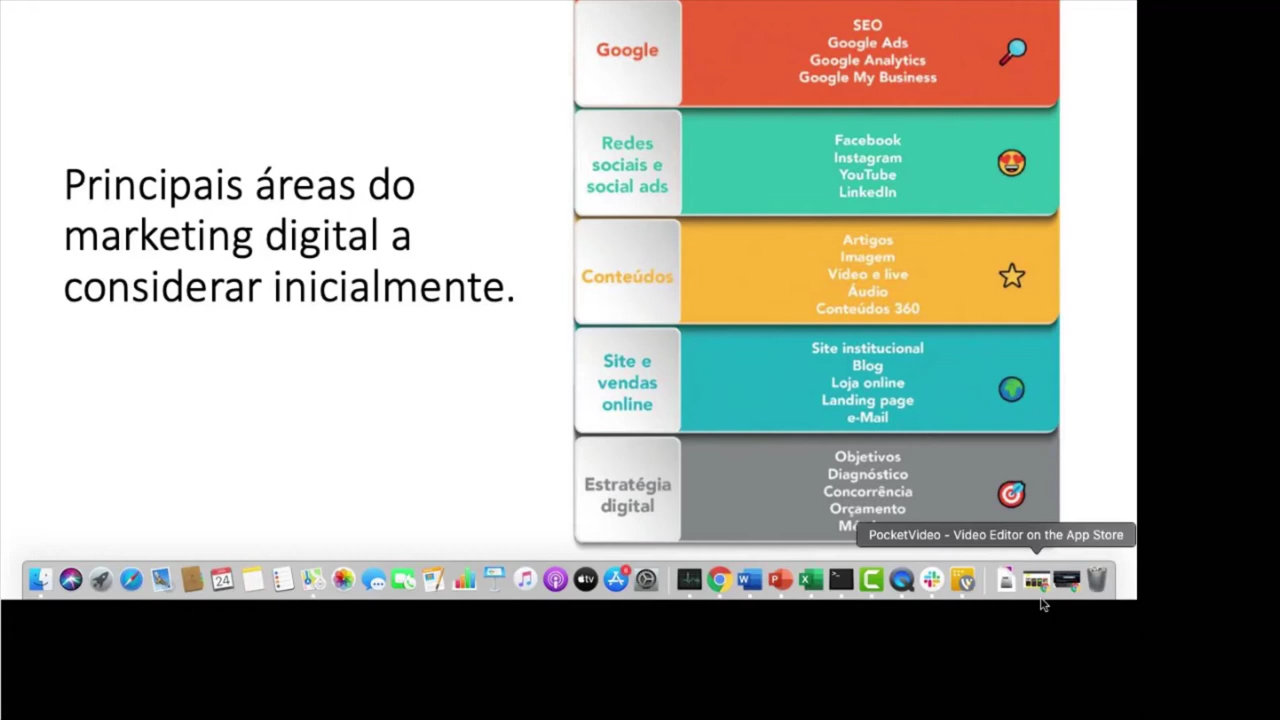 Principais áreas do
marketing digital a
considerar inicialmente.
Google
SEO
Google Ads
Google Analytics
Google My Business
Redes
sociais e
social ads
Facebook
Instagram
YouTube
LinkedIn
Conteúdos
Artigos
Imagem
Vídeo e live
Áudio
Conteúdos 360
Site e
vendas
online
Site institucional
Blog
Loja online
Landing page
e-Mail
Estratégia
digital
Objetivos
Diagnóstico
Concorrência
Orçamento
PocketVideo - Video Editor on the App Store
24